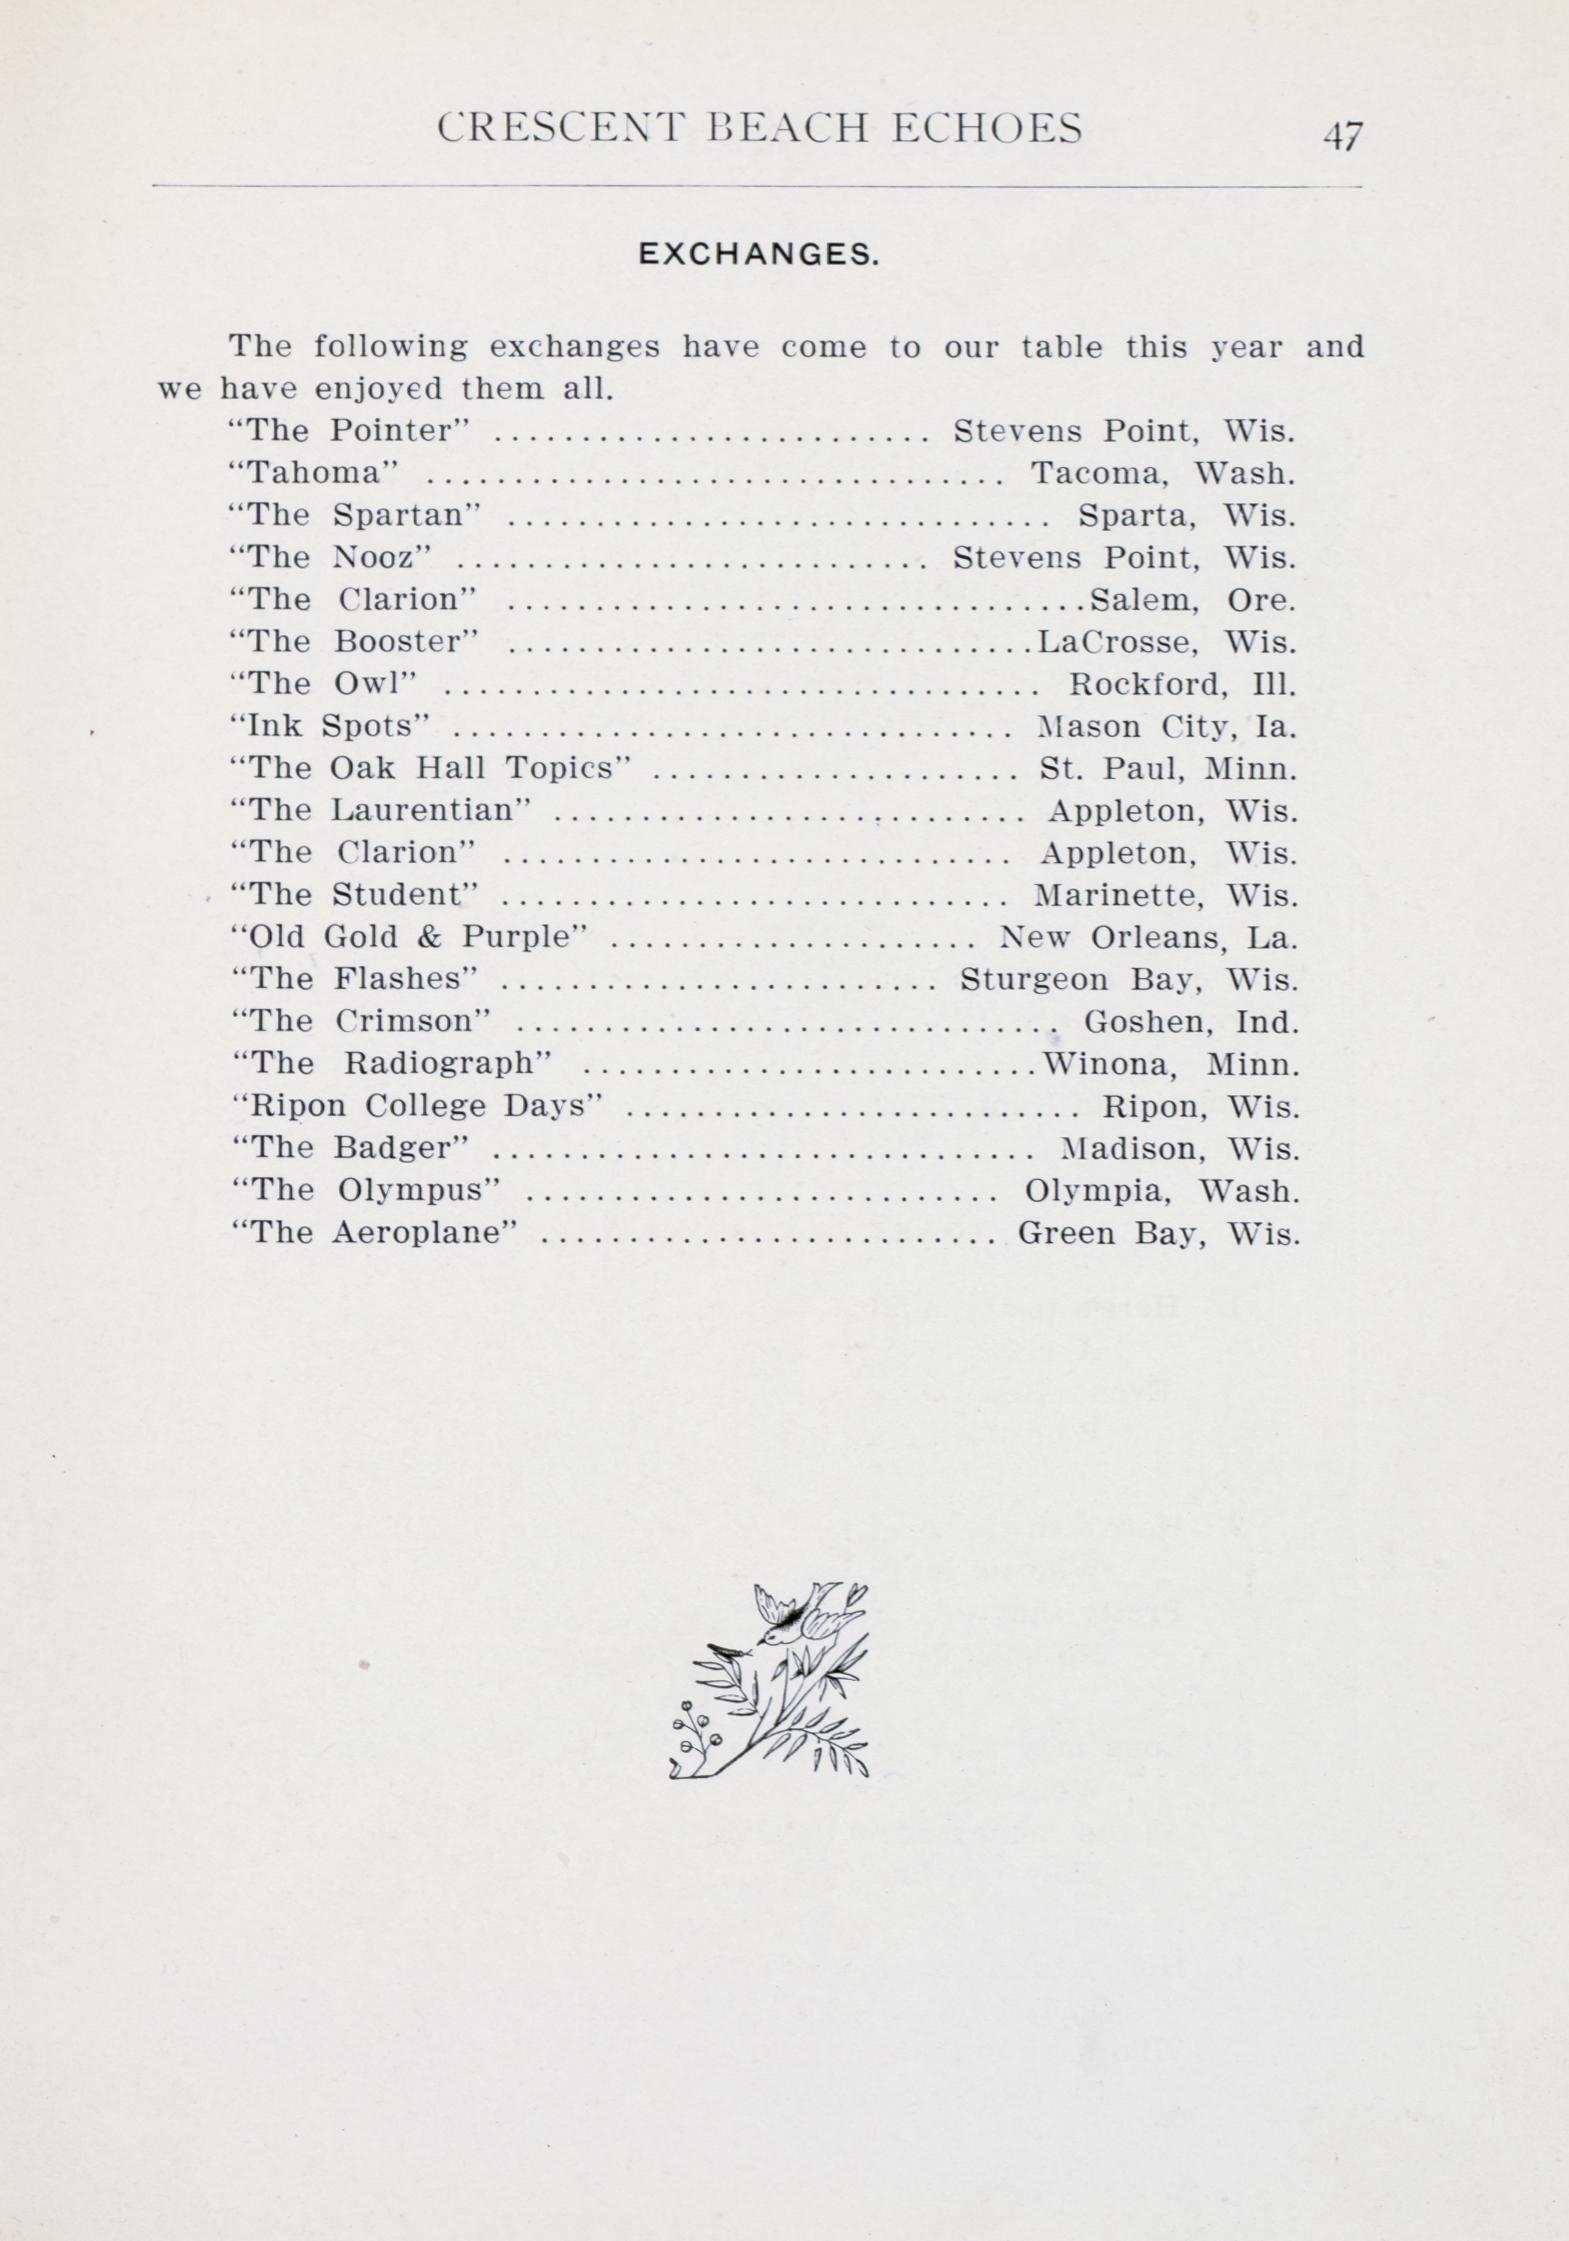 CRESCENT BEACH ECHOES 47
EXCHANGES.
The following exchanges have come to our table this year and
we have enjoyed them all.
“The Pointer” ......................... Stevens Point, Wis.
“Tahoma” ................................. Tacoma, Wash.
“The Spartan” ............................... Sparta, Wis.
“The Nooz” ........................... Stevens Point, Wis.
“The Clarion” .................................Salem, Ore.
“The Booster” ..............................LaCrosse, Wis.
“The Owl” .................................. Rockford, Ill.
“Ink Spots” ................................ Mason City, Ia.
“The Oak Hall Topics” ..................... St. Paul, Minn.
“The Laurentian” ........................... Appleton, Wis.
“The Clarion” ............................. Appleton, Wis.
“The Student” ............................. Marinette, Wis.
“Old Gold & Purple” ..................... New Orleans, La.
“The Flashes” ......................... Sturgeon Bay, Wis.
“The Crimson” ............................... Goshen, Ind.
“The Radiograph” ..........................Winona, Minn.
“Ripon College Days” .......................... Ripon, Wis.
“The Badger” ............................... Madison, Wis.
“The Olympus” ........................... Olympia, Wash.
“The Aeroplane” .......................... Green Bay, Wis.